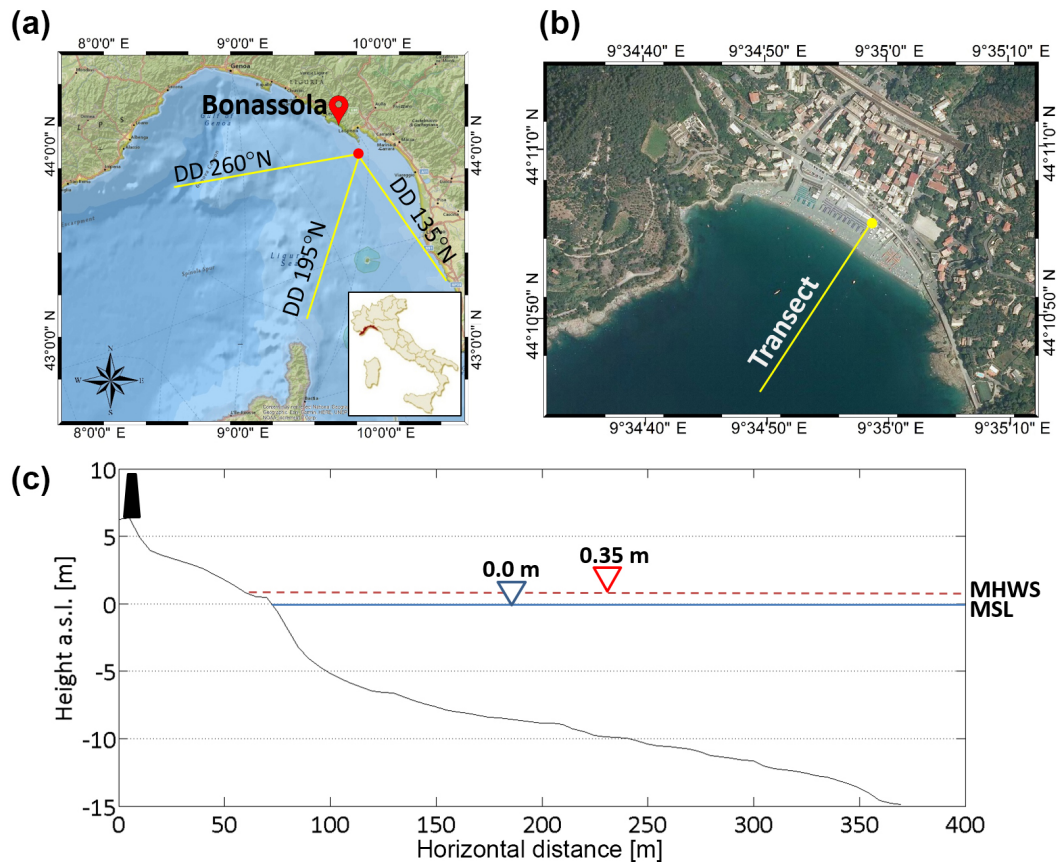 (a)
8°0'0" E 9°0'0" E 10°0'0" E
Genoa
Bonassola
Gulf of
Genoa
44°0'0" N
44°0'0" N
DD 260°N
DD 195°N
DD 135°N
43°0'0" N
43°0'0" N
N
W E
S
Bastia
8°0'0" E 9°0'0" E 10°0'0" E
(b)
9°34'40" E 9°34'50" E 9°35'0" E 9°35'10" E
44°11'0" N
44°11'0" N
44°10'50" N
44°10'50" N
Transect
9°34'40" E 9°34'50" E 9°35'0" E 9°35'10" E
(c)
10
5
0
-5
-10
-15
Height a.s.l. [m]
0.0 m
0.35 m
MHWS
MSL
0 50 100 150 200 250 300 350 400
Horizontal distance [m]